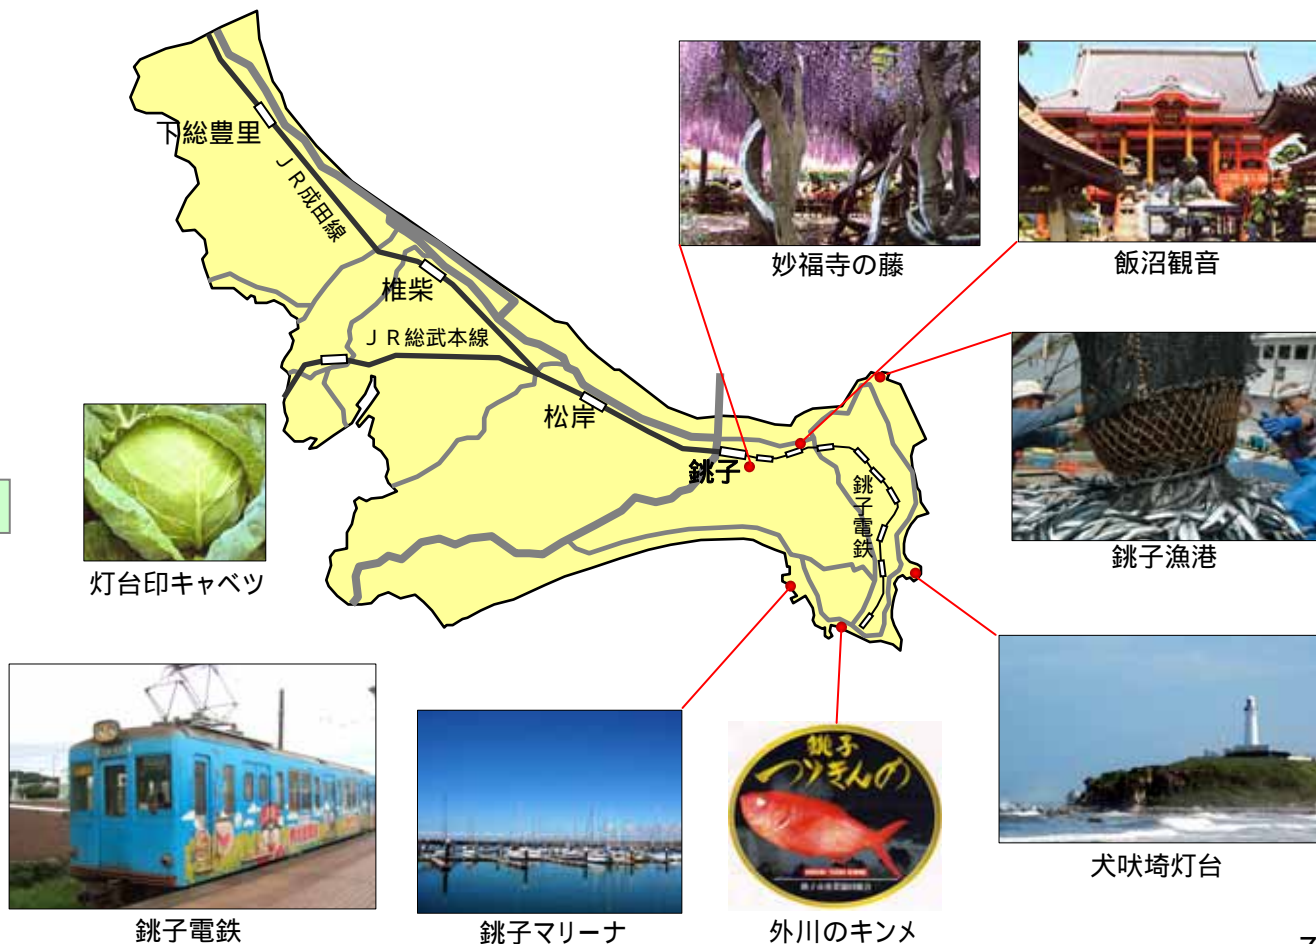 下総豊里
JR成田線
椎柴
JR総武本線
松岸
銚子
銚子電鉄
妙福寺の藤
飯沼観音
銚子漁港
灯台印キャベツ
犬吠埼灯台
銚子電鉄
銚子マリーナ
銚子
つりきんめ
外川のキンメ